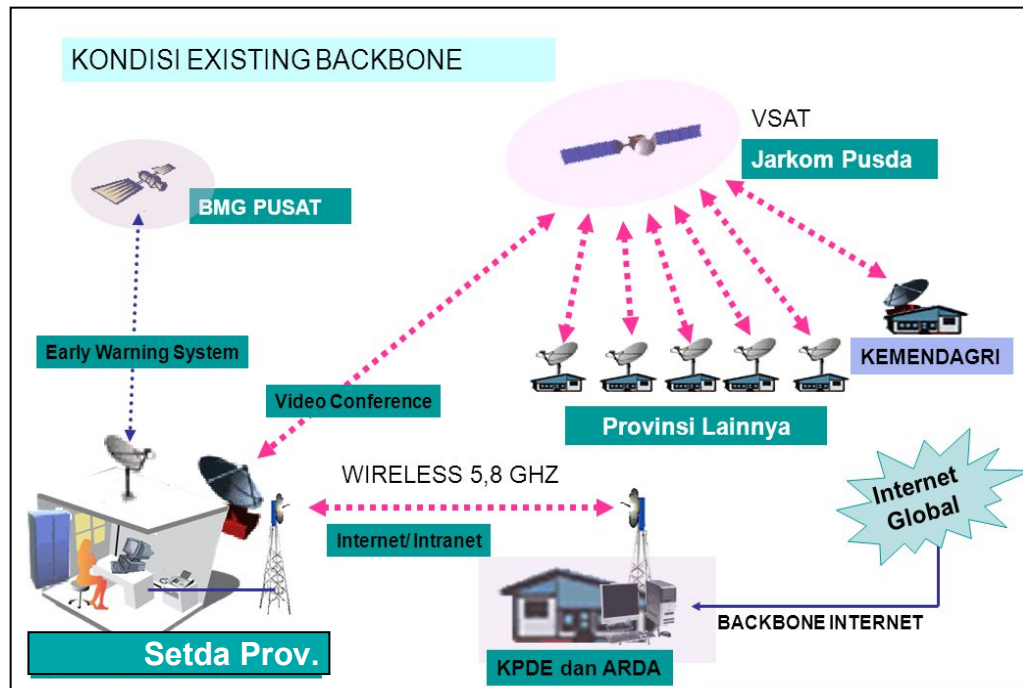 KONDISI EXISTING BACKBONE
VSAT
Jarkom Pusda
BMG PUSAT
Early Warning System
KEMENDAGRI
Video Conference
Provinsi Lainnya
WIRELESS 5,8 GHZ
Internet
Global
Internet/ Intranet
BACKBONE INTERNET
Setda Prov.
KPDE dan ARDA